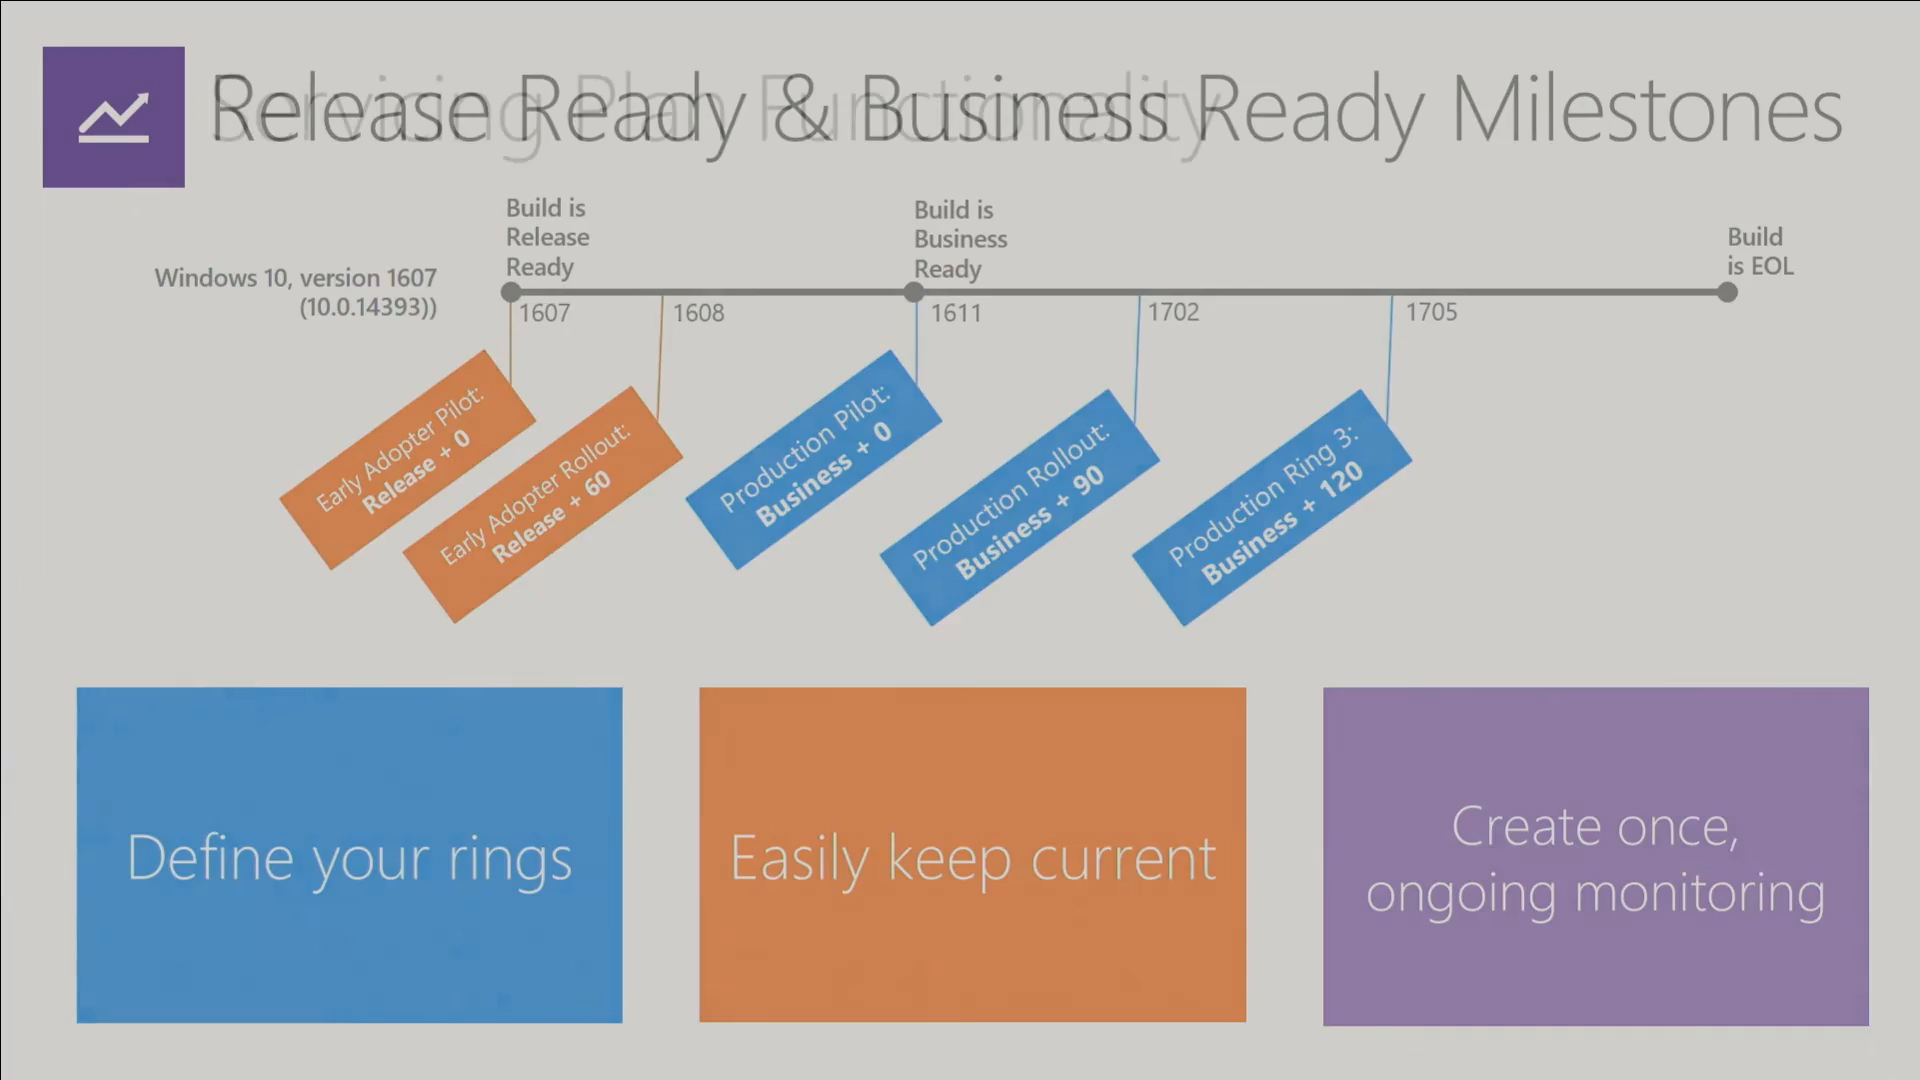 Release Ready & Business Ready Milestones
Servicing Plan Functionality
Build is
Release
Ready
Build is
Business
Ready
Build
is EOL
Windows 10, version 1607
(10.0.14393))
1607
1608
1611
1702
1705
Early Adopter Pilot:
Release + 0
Early Adopter Rollout:
Release + 60
Production Pilot:
Business + 0
Production Rollout:
Business + 90
Production Ring 3:
Business + 120
Define your rings
Easily keep current
Create once,
ongoing monitoring